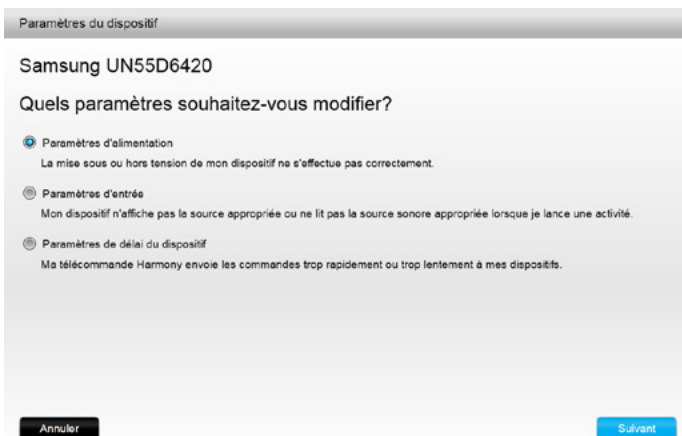 Paramètres du dispositif
Samsung UN55D6420
Quels paramètres souhaitez-vous modifier?
Paramètres d'alimentation
La mise sous ou hors tension de mon dispositif ne s'effectue pas correctement.
Paramètres d'entrée
Mon dispositif n'affiche pas la source appropriée ou ne lit pas la source sonore appropriée lorsque je lance une activité.
Paramètres de délai du dispositif
Ma télécommande Harmony envoie les commandes trop rapidement ou trop lentement à mes dispositifs.
Annuler
Suivant